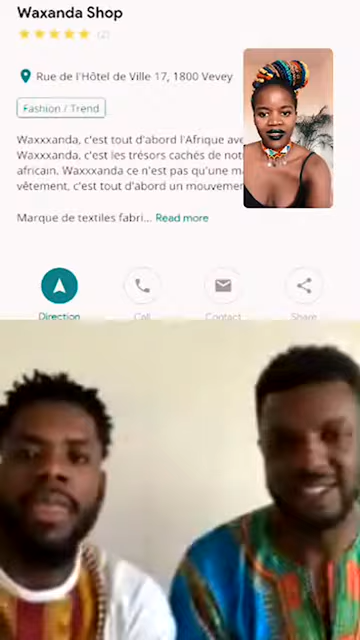 Waxanda Shop
(2)
Rue de l'Hôtel de Ville 17, 1800 Vevey
Fashion / Trend
Waxxxanda, c'est tout d'abord l'Afrique ave
Waxxxanda, c'est les trésors cachés de not
africain. Waxxxanda ce n'est pas qu'une m
vêtement, c'est tout d'abord un mouvemer
Marque de textiles fabri... Read more
Direction
Call
Contact
Share